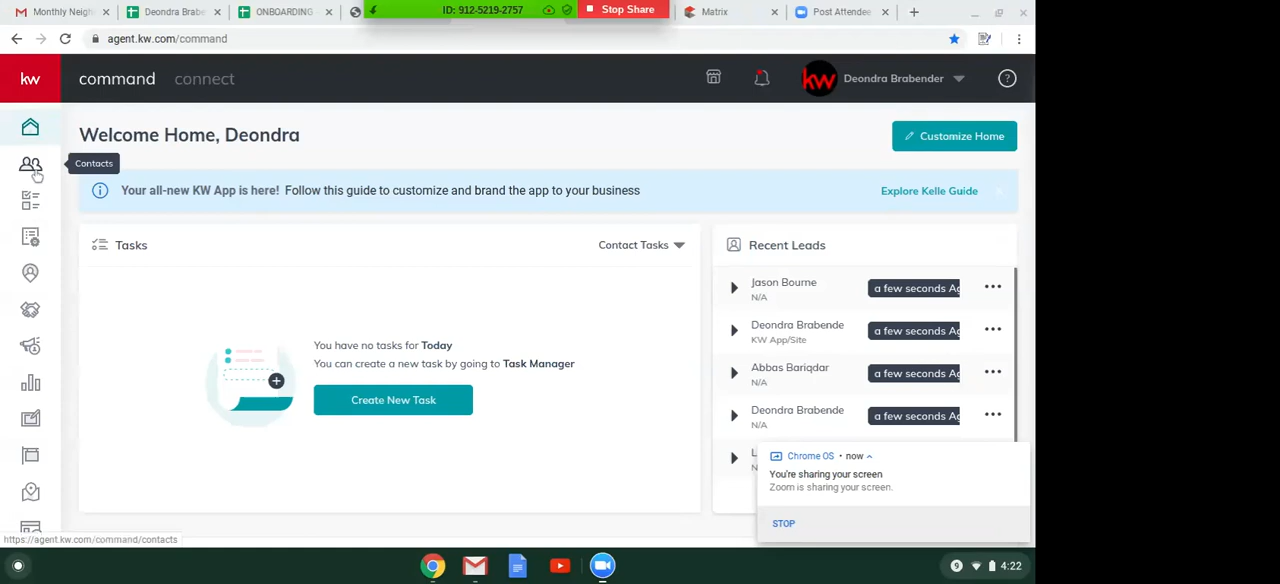 Monthly Neigh
Deondra Brabe
ONBOARDING -
ID: 912-5219-2757
Stop Share
Matrix
Post Attendee
agent.kw.com/command
kw
command
connect
kw
Deondra Brabender
Welcome Home, Deondra
Customize Home
Contacts
Your all-new KW App is here! Follow this guide to customize and brand the app to your business
Explore Kelle Guide
Tasks
Contact Tasks
Recent Leads
Jason Bourne
N/A
a few seconds Ag
Deondra Brabende
KW App/Site
a few seconds Ag
You have no tasks for Today
You can create a new task by going to Task Manager
Create New Task
Abbas Bariqdar
N/A
a few seconds Ag
Deondra Brabende
N/A
a few seconds Ag
Chrome OS • now
You're sharing your screen
Zoom is sharing your screen.
STOP
https://agent.kw.com/command/contacts
9
4:22